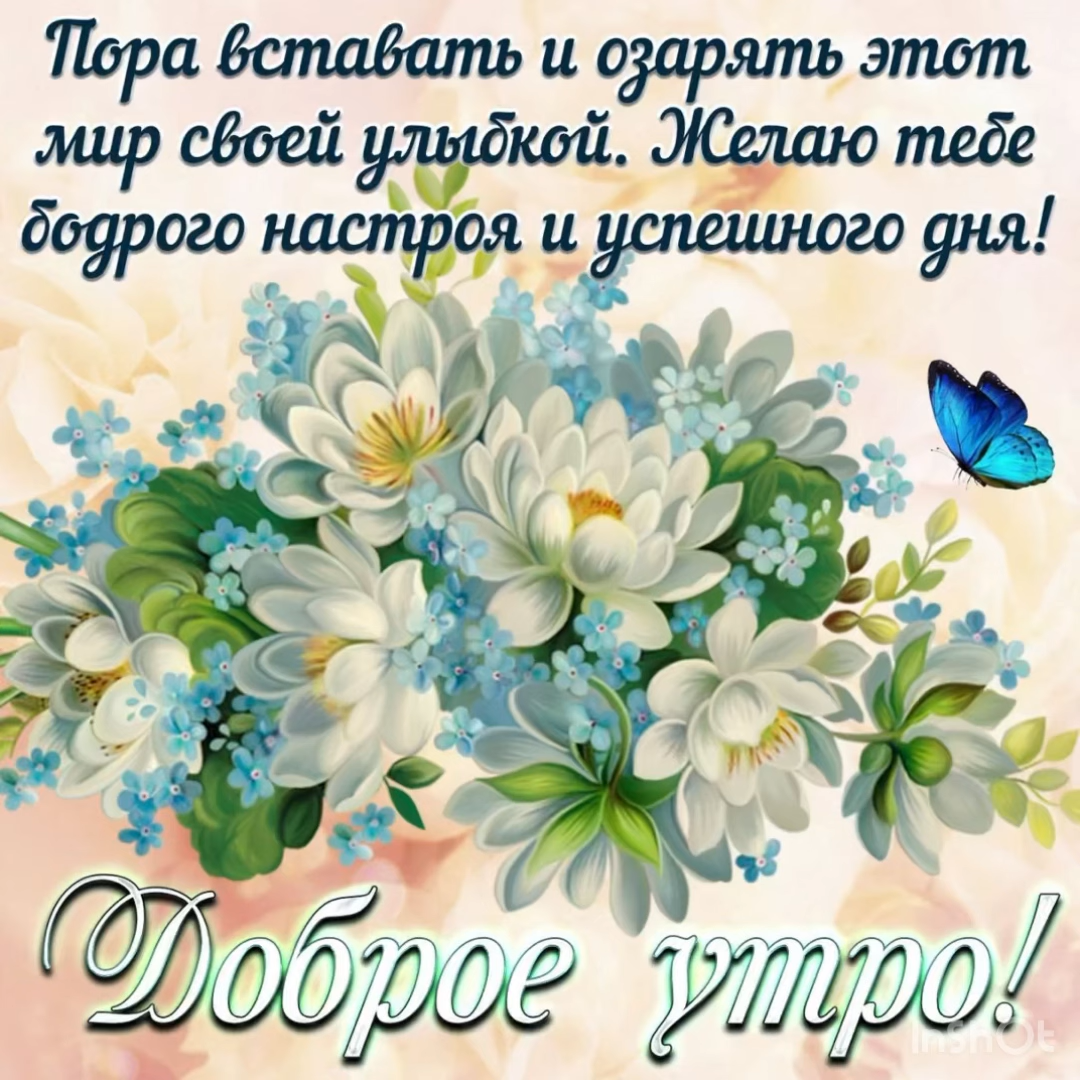 Пора вставать и озарять этот
мир своей улыбкой. Желаю тебе
бодрого настроя и успешного дня!
Доброе утро!
InShOt